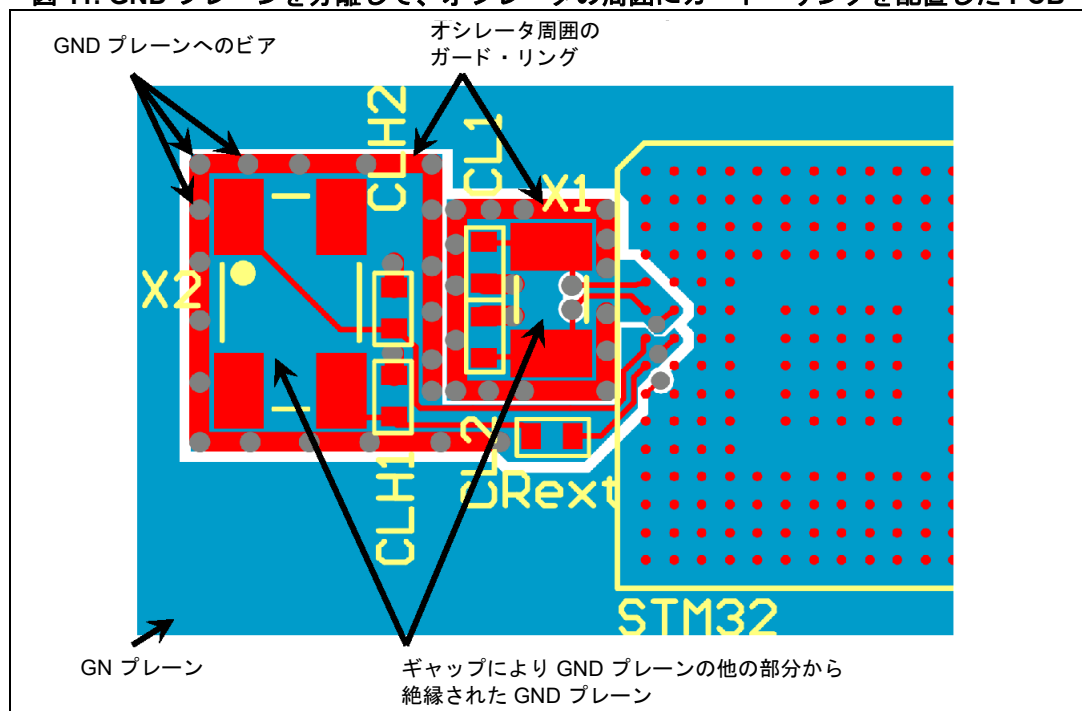 GND プレーンへのビア
オシレータ周囲の
ガード・リング
CLH2
CL1
X1
X2
CLH1
CL2
Rext
STM32
GN プレーン
ギャップにより GND プレーンの他の部分から
絶縁された GND プレーン